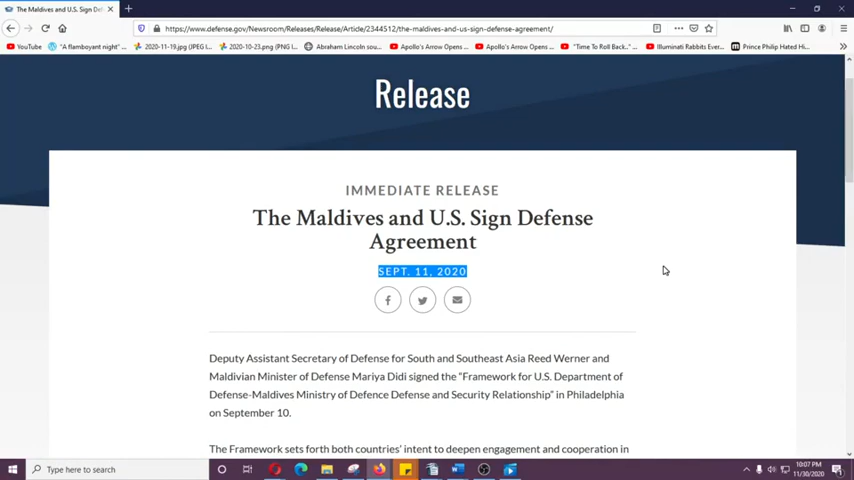 The Maldives and U.S. Sign Def
https://www.defense.gov/Newsroom/Releases/Release/Article/2344512/the-maldives-and-us-sign-defense-agreement/
YouTube "A flamboyant night"... 2020-11-19.jpg (JPEG I... 2020-10-23.png (PNG I... Abraham Lincoln sou... Apollo's Arrow Opens ... Apollo's Arrow Opens ... "Time To Roll Back.." ... Illuminati Rabbits Ever... Prince Philip Hated Hi...
Release
IMMEDIATE RELEASE
The Maldives and U.S. Sign Defense
Agreement
SEPT. 11, 2020
Deputy Assistant Secretary of Defense for South and Southeast Asia Reed Werner and
Maldivian Minister of Defense Mariya Didi signed the "Framework for U.S. Department of
Defense-Maldives Ministry of Defence Defense and Security Relationship" in Philadelphia
on September 10.
The Framework sets forth both countries' intent to deepen engagement and cooperation in
Type here to search
10:07 PM
11/30/2020